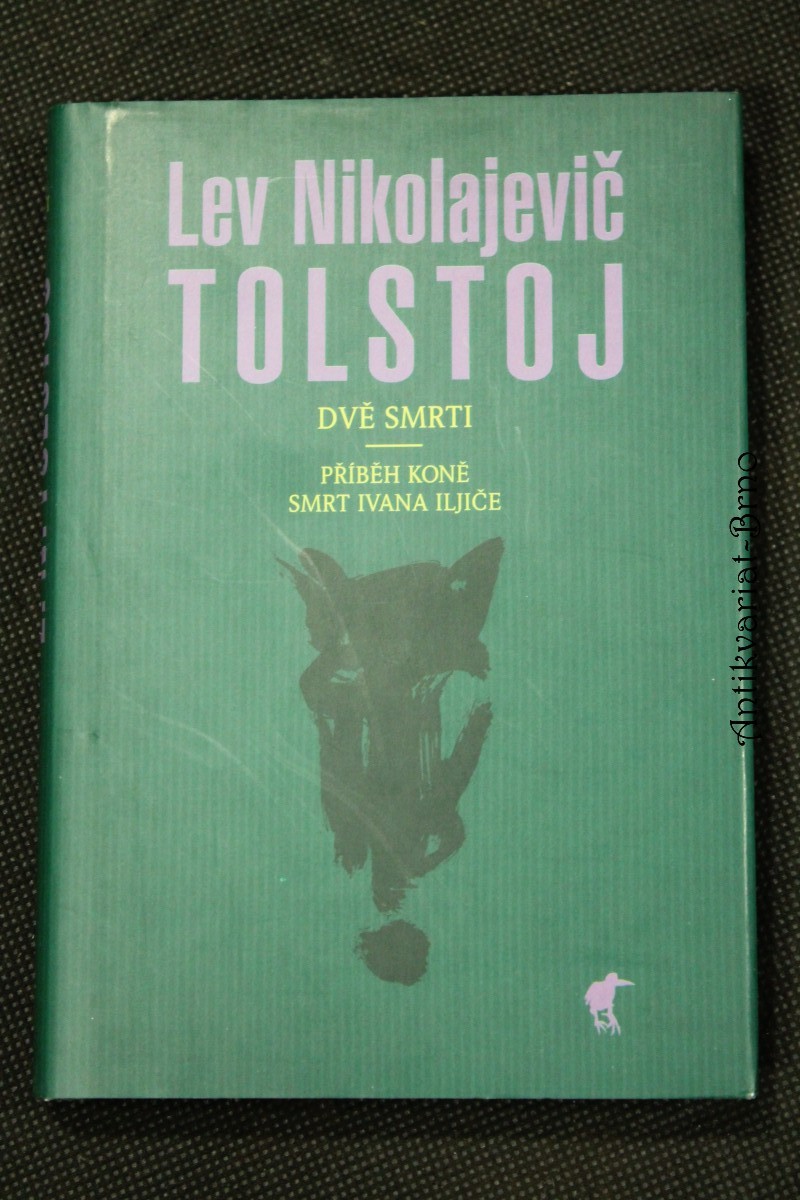 Lev Nikolajevič
TOLSTOJ
DVĚ SMRTI
PŘÍBĚH KONĚ
SMRT IVANA ILJIČE
Antikvariat-Brno